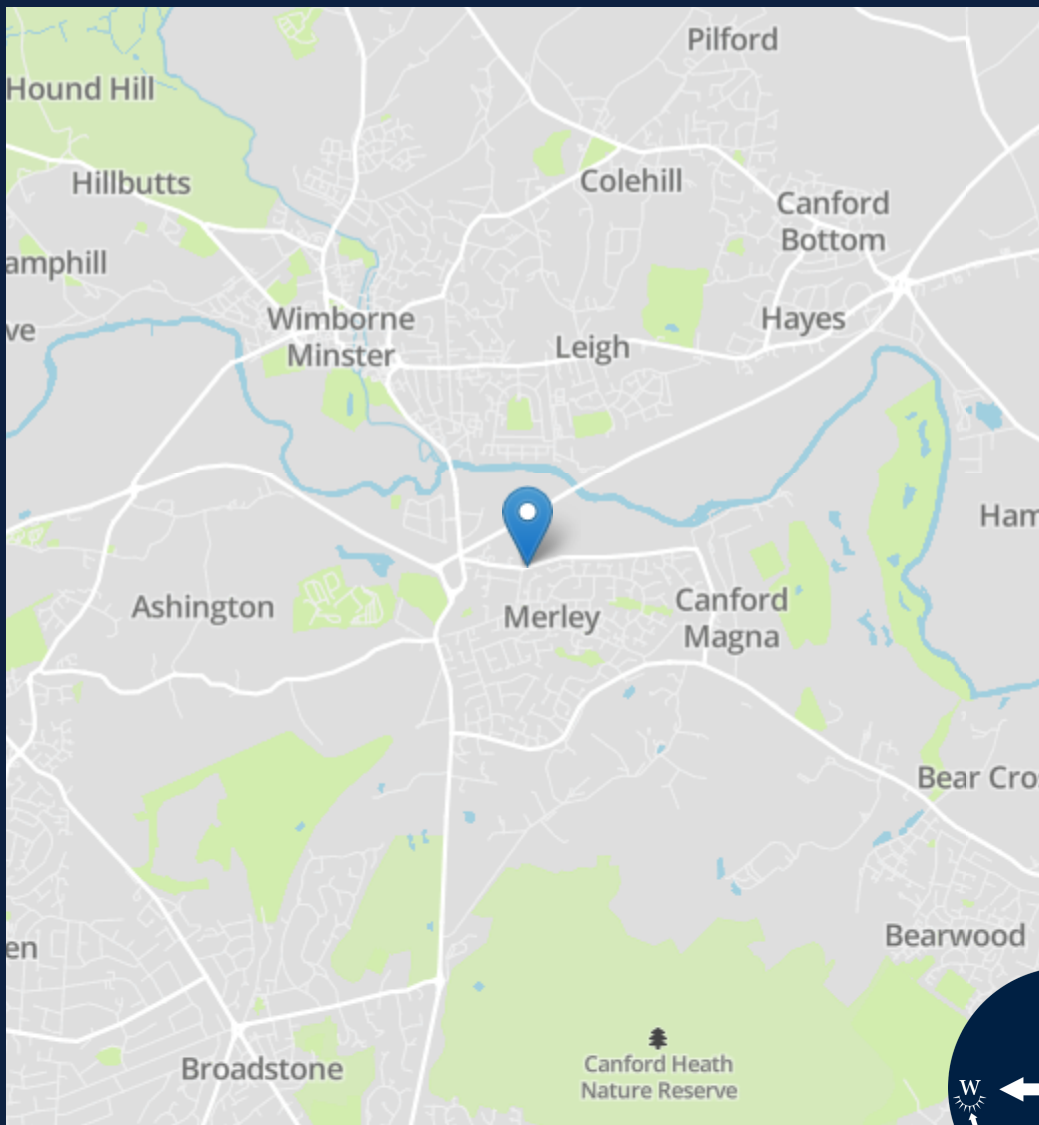 Pilford
Hound Hill
Hillbutts
Colehill
Canford
Bottom
amphill
Wimborne
Minster
Hayes
ve
Leigh
Ham
Ashington
Merley
Canford
Magna
Bear Cro
en
Bearwood
Broadstone
Canford Heath
Nature Reserve
W